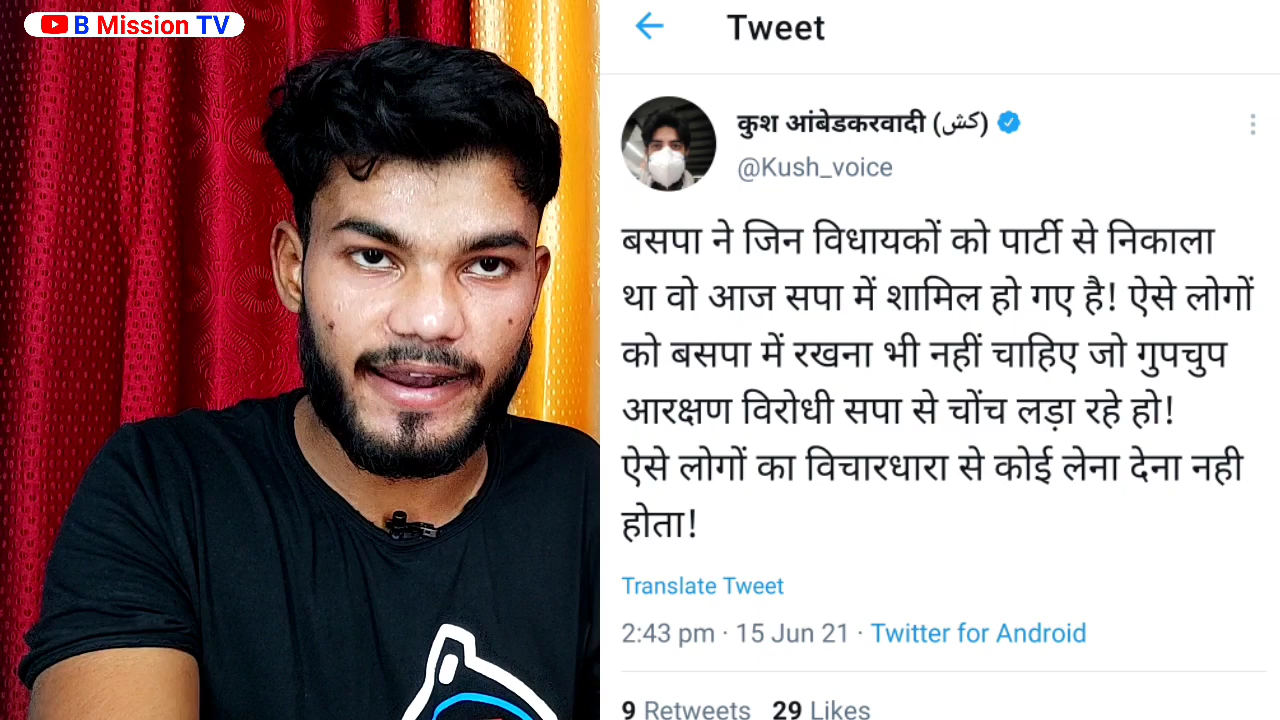 B Mission TV
Tweet
कुश आंबेडकरवादी (کش)
@Kush_voice
बसपा ने जिन विधायकों को पार्टी से निकाला
था वो आज सपा में शामिल हो गए है! ऐसे लोगों
को बसपा में रखना भी नहीं चाहिए जो गुपचुप
आरक्षण विरोधी सपा से चोंच लड़ा रहे हो!
ऐसे लोगों का विचारधारा से कोई लेना देना नही
होता!
Translate Tweet
2:43 pm · 15 Jun 21 · Twitter for Android
9 Retweets 29 Likes